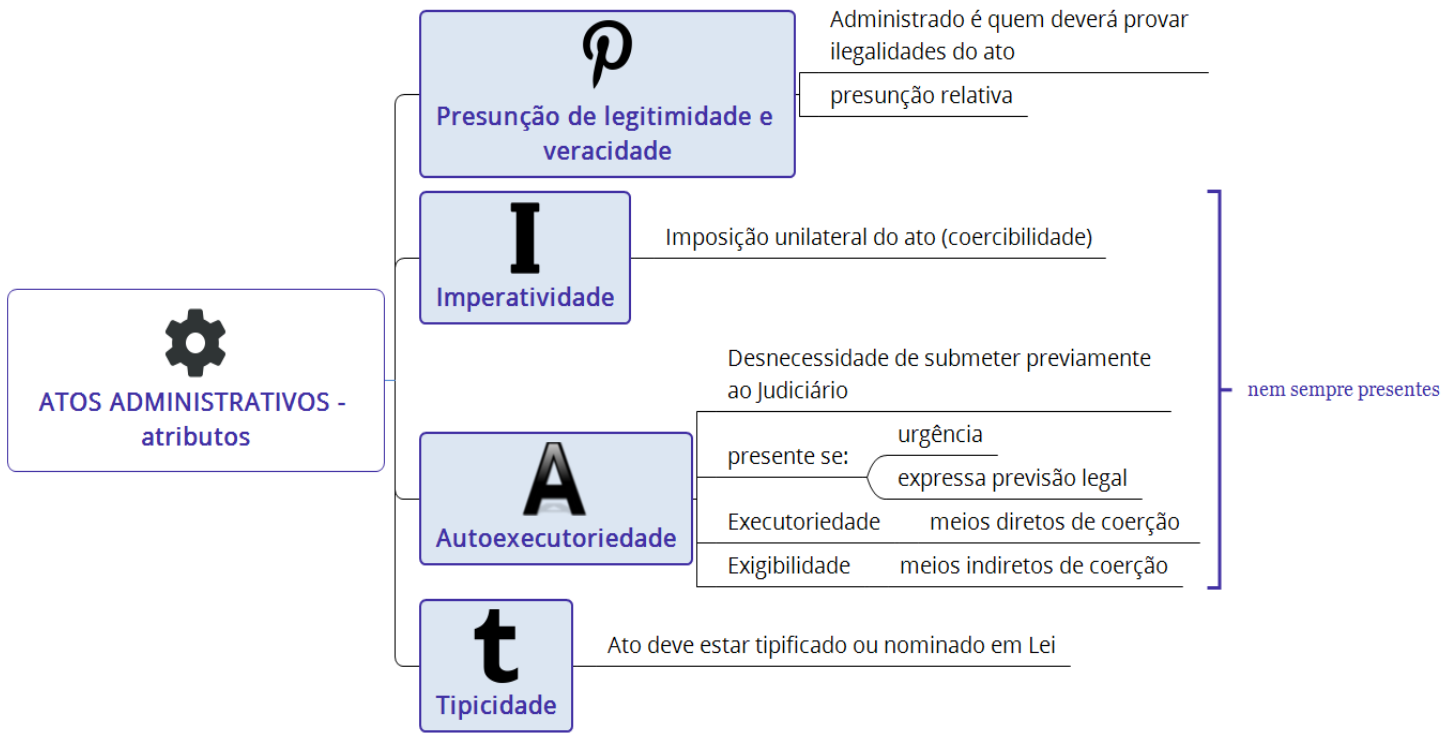 ATOS ADMINISTRATIVOS -
atributos
P
Presunção de legitimidade e
veracidade
Administrado é quem deverá provar
ilegalidades do ato
presunção relativa
I
Imperatividade
Imposição unilateral do ato (coercibilidade)
A
Autoexecutoriedade
Desnecessidade de submeter previamente
ao Judiciário
presente se:
urgência
expressa previsão legal
Executoriedade
meios diretos de coerção
Exigibilidade
meios indiretos de coerção
nem sempre presentes
t
Tipicidade
Ato deve estar tipificado ou nominado em Lei